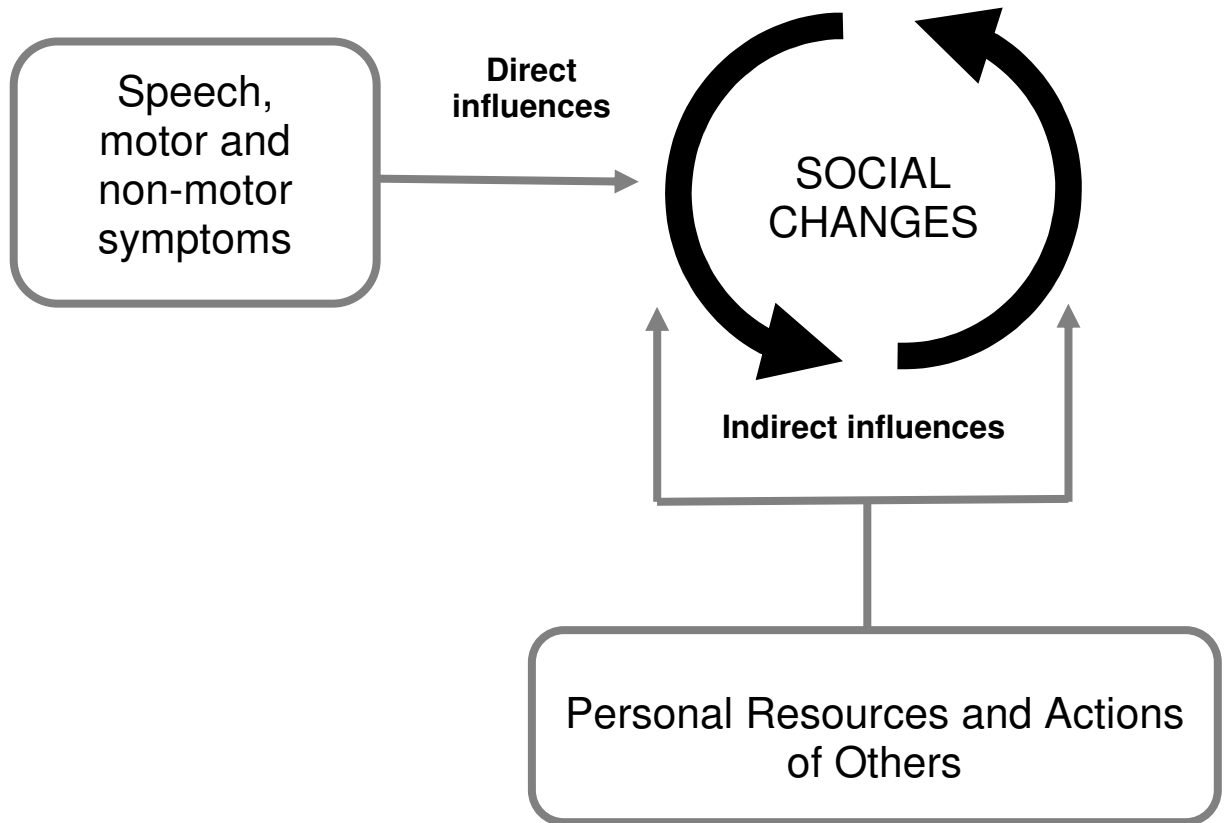 Speech,
motor and
non-motor
symptoms
Direct
influences
SOCIAL
CHANGES
Indirect influences
Personal Resources and Actions
of Others